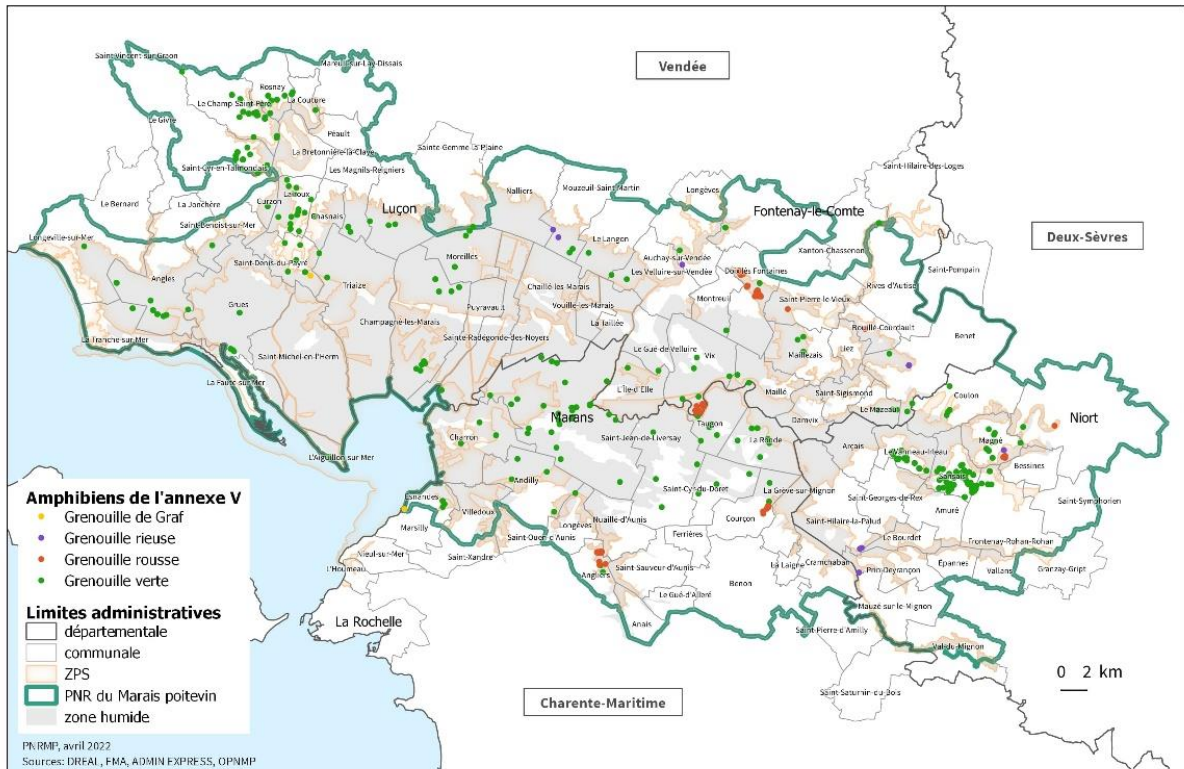 Vendée
Deux-Sèvres
Charente-Maritime
Saint-Vincent sur Graon
Mareuil-sur-Lay-Dissais
Rosnay
Le Champ-Saint-Père
La Couture
Le Givre
Péault
La Bretonnière-la-Claye
Sainte Gemme la Plaine
Saint-Cyr-en-Talmondais
Les Magnils-Reigniers
Saint-Hilaire-des-Loges
Le Bernard
La Jonchère
Curzon
Lairoux
Nalliers
Mouzeuil-Saint Martin
Longèves
Chasnais
Luçon
Fontenay-le-Comte
Saint-Benoist-sur-Mer
Longeville-sur-Mer
Le Langon
Auchay-sur-Vendée
Xanton-Chassenon
Saint-Denis-du-Payré
Moreilles
Les Velluire-sur-Vendée
Doix lès Fontaines
Saint-Pompain
Angles
Triaize
Chaillé-les-Marais
Montreuil
Rives d'Autise
Grues
Puyravault
Vouillé-les-Marais
Saint-Pierre-le-Vieux
Champagné-les-Marais
La Taillée
Bouillé-Courdault
La Tranche-sur-Mer
Sainte-Radégonde-des-Noyers
Benet
Saint-Michel-en-l'Herm
Le Gué-de-Velluire
Vix
Maillezais
Liez
La Faute-sur-Mer
L'Île-d'Elle
Maillé
Saint-Sigismond
Coulon
Le Mazeau
Niort
Marans
Taugon
Damvix
Charron
Saint-Jean-de-Liversay
La Ronde
Arçais
Magné
L'Aiguillon-sur-Mer
Le Vanneau-Irleau
Sansais
Bessines
Andilly
Saint-Cyr-du-Doret
La Grève-sur-Mignon
Saint-Georges-de-Rex
Saint-Symphorien
Esnandes
Villedoux
Amuré
Marsilly
Longèves
Nuaillé-d'Aunis
Courçon
Saint-Hilaire-la-Palud
Saint-Ouen-d'Aunis
Ferrières
Le Bourdet
Frontenay-Rohan-Rohan
Nieul-sur-Mer
Saint-Xandre
L'Houmeau
Angliers
Saint-Sauveur-d'Aunis
La Laigne
Cramchaban
Prin-Deyrançon
Épannes
Vallans
Granzay-Gript
Benon
Le Gué-d'Alleré
Mauzé-sur-le-Mignon
La Rochelle
Anais
Saint-Pierre-d'Amilly
Val-du-Mignon
Saint-Saturnin-du-Bois
0 2 km
Amphibiens de l'annexe V
Grenouille de Graf
Grenouille rieuse
Grenouille rousse
Grenouille verte
Limites administratives
départementale
communale
ZPS
PNR du Marais poitevin
zone humide
PNRMP, avril 2022
Sources: DREAL, FMA, ADMIN EXPRESS, OPNMP